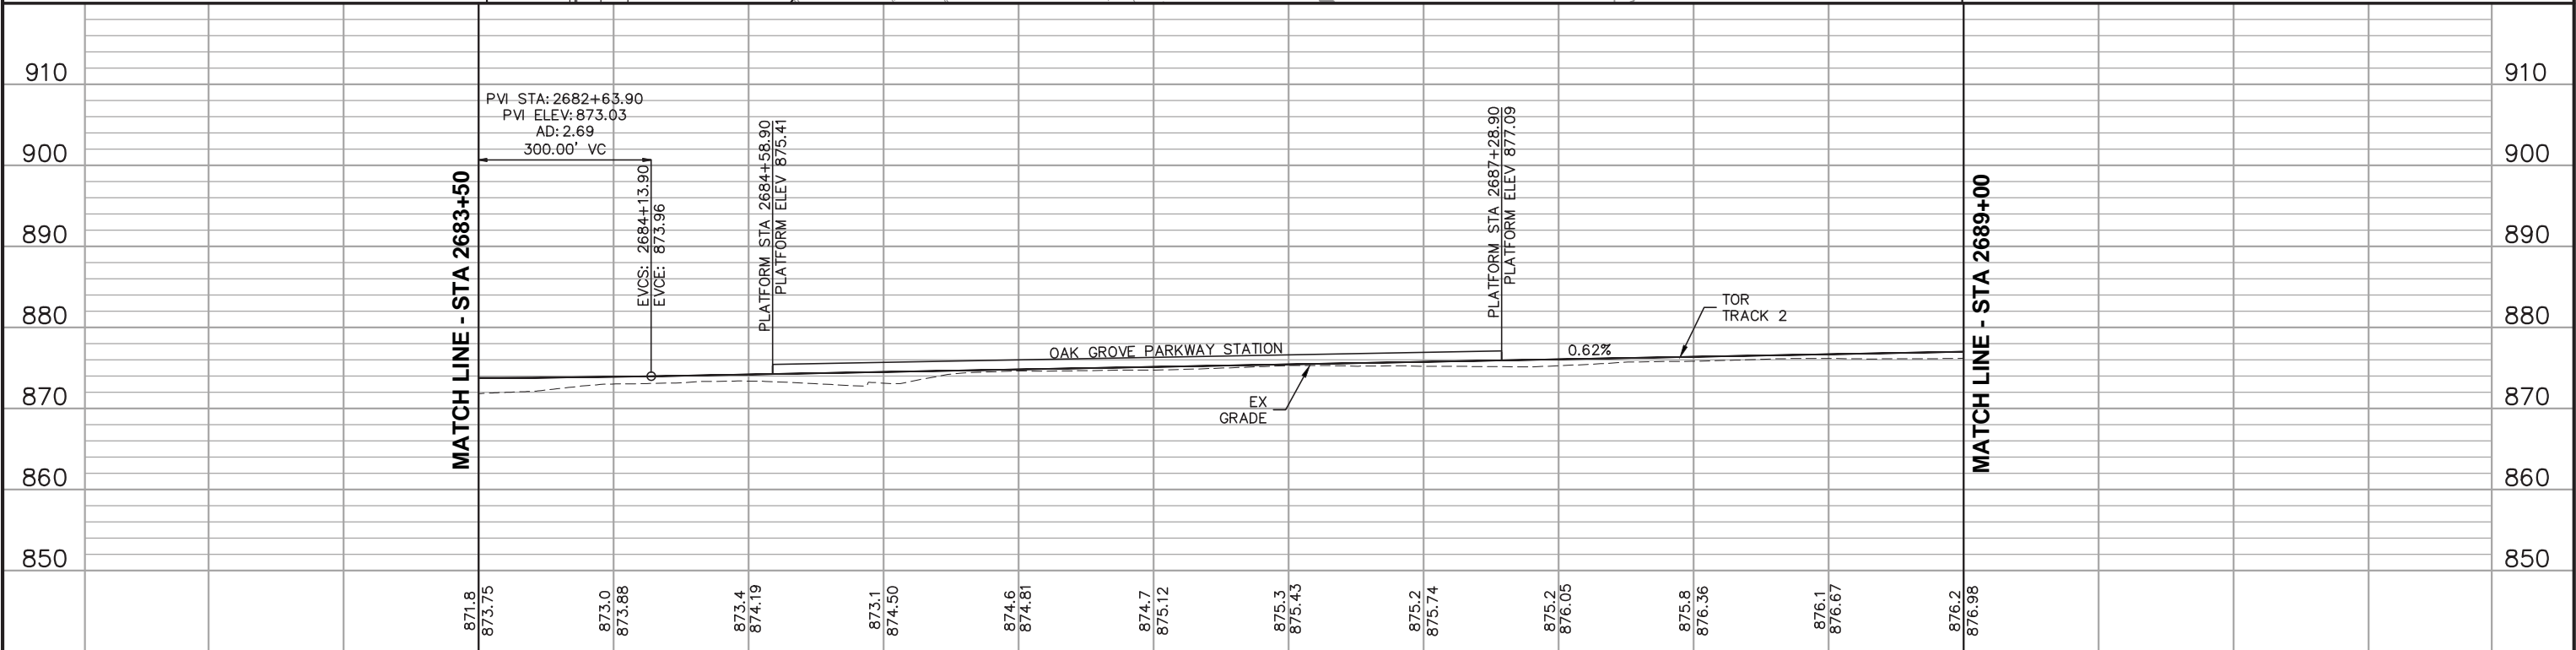 910
900
890
880
870
860
850
MATCH LINE - STA 2683+50
PVI STA: 2682+63.90
PVI ELEV: 873.03
AD: 2.69
300.00' VC
EVCS: 2684+13.90
EVCE: 873.96
PLATFORM STA 2684+58.90
PLATFORM ELEV 875.41
OAK GROVE PARKWAY STATION
EX
GRADE
PLATFORM STA 2687+28.90
PLATFORM ELEV 877.09
0.62%
TOR
TRACK 2
MATCH LINE - STA 2689+00
910
900
890
880
870
860
850
871.8
873.75
873.0
873.88
873.4
874.19
873.1
874.50
874.6
874.81
874.7
875.12
875.3
875.43
875.2
875.74
875.2
876.05
875.8
876.36
876.1
876.67
876.2
876.98